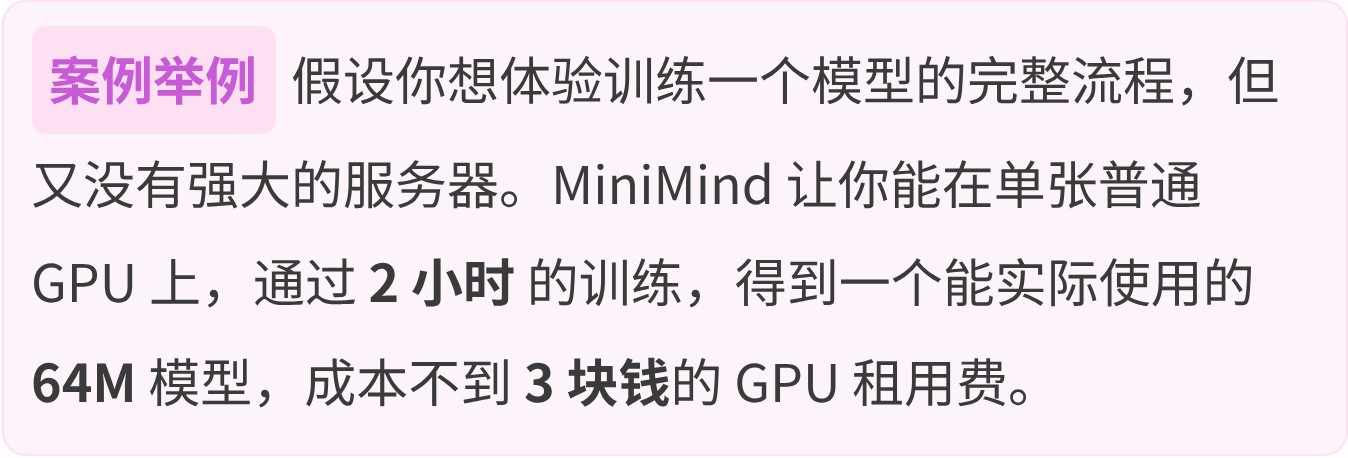 案例举例 假设你想体验训练一个模型的完整流程，但
又没有强大的服务器。MiniMind 让你能在单张普通
GPU 上，通过 2 小时 的训练，得到一个能实际使用的
64M 模型，成本不到 3 块钱的 GPU 租用费。